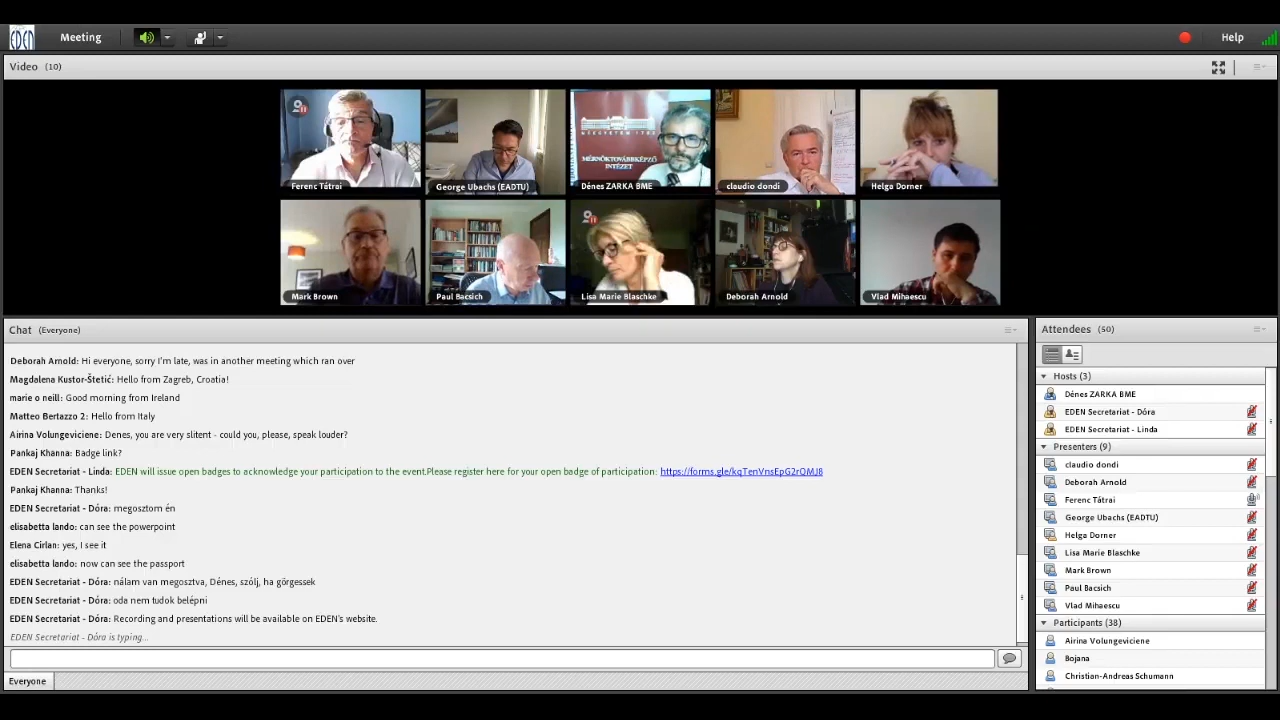 EDEN
Meeting
Help
Video (10)
MŰEGYETEM 1782
MÉRNÖKTOVÁBBKÉPZŐ
INTÉZET
Ferenc Tátrai
George Ubachs (EADTU)
Dénes ZARKA BME
claudio dondi
Helga Dorner
Mark Brown
Paul Bacsich
Lisa Marie Blaschke
Deborah Arnold
Vlad Mihaescu
Chat (Everyone)
Deborah Arnold: Hi everyone, sorry I'm late, was in another meeting which ran over
Magdalena Kustor-Štetić: Hello from Zagreb, Croatia!
marie o neill: Good morning from Ireland
Matteo Bertazzo 2: Hello from Italy
Airina Volungeviciene: Denes, you are very slitent - could you, please, speak louder?
Pankaj Khanna: Badge link?
EDEN Secretariat - Linda: EDEN will issue open badges to acknowledge your participation to the event.Please register here for your open badge of participation: https://forms.gle/kqTenVnsEpG2rQMJ8
Pankaj Khanna: Thanks!
EDEN Secretariat - Dóra: megosztom én
elisabetta lando: can see the powerpoint
Elena Cirlan: yes, I see it
elisabetta lando: now can see the passport
EDEN Secretariat - Dóra: nálam van megosztva, Dénes, szólj, ha görgessek
EDEN Secretariat - Dóra: oda nem tudok belépni
EDEN Secretariat - Dóra: Recording and presentations will be available on EDEN's website.
EDEN Secretariat - Dóra is typing...
Everyone
Attendees (50)
Hosts (3)
Dénes ZARKA BME
EDEN Secretariat - Dóra
EDEN Secretariat - Linda
Presenters (9)
claudio dondi
Deborah Arnold
Ferenc Tátrai
George Ubachs (EADTU)
Helga Dorner
Lisa Marie Blaschke
Mark Brown
Paul Bacsich
Vlad Mihaescu
Participants (38)
Airina Volungeviciene
Bojana
Christian-Andreas Schumann